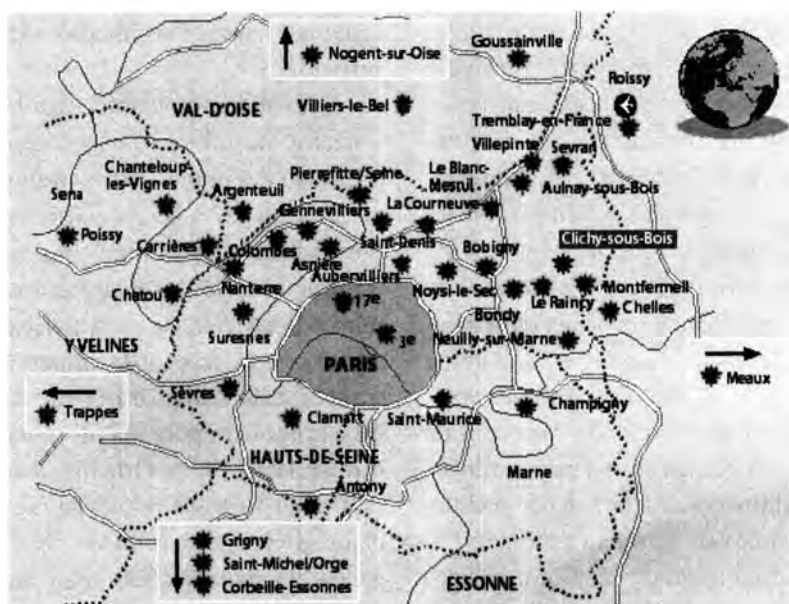 Nogent-sur-Oise
Goussainville
Roissy
VAL-D'OISE
Villiers-le-Bel
Tremblay-en-France
Villepinte
Sevran
Aulnay-sous-Bois
Chanteloup
-les-Vignes
Argenteuil
Pierrefitte/Seine
Le Blanc-
Mesnil
Sena
Gennevilliers
La Courneuve
Poissy
Carrières
Colombes
Asnière
Saint-Denis
Bobigny
Clichy-sous-Bois
Aubervilliers
Chatou
Nanterre
17e
Noysi-le-Sec
Le Raincy
Montfermeil
Chelles
Suresnes
Bondy
YVELINES
3e
Neuilly-sur-Marne
PARIS
Meaux
Trappes
Sèvres
Clamart
Saint-Maurice
Champigny
HAUTS-DE-SEINE
Marne
Antony
Grigny
Saint-Michel/Orge
Corbeille-Essonnes
ESSONNE